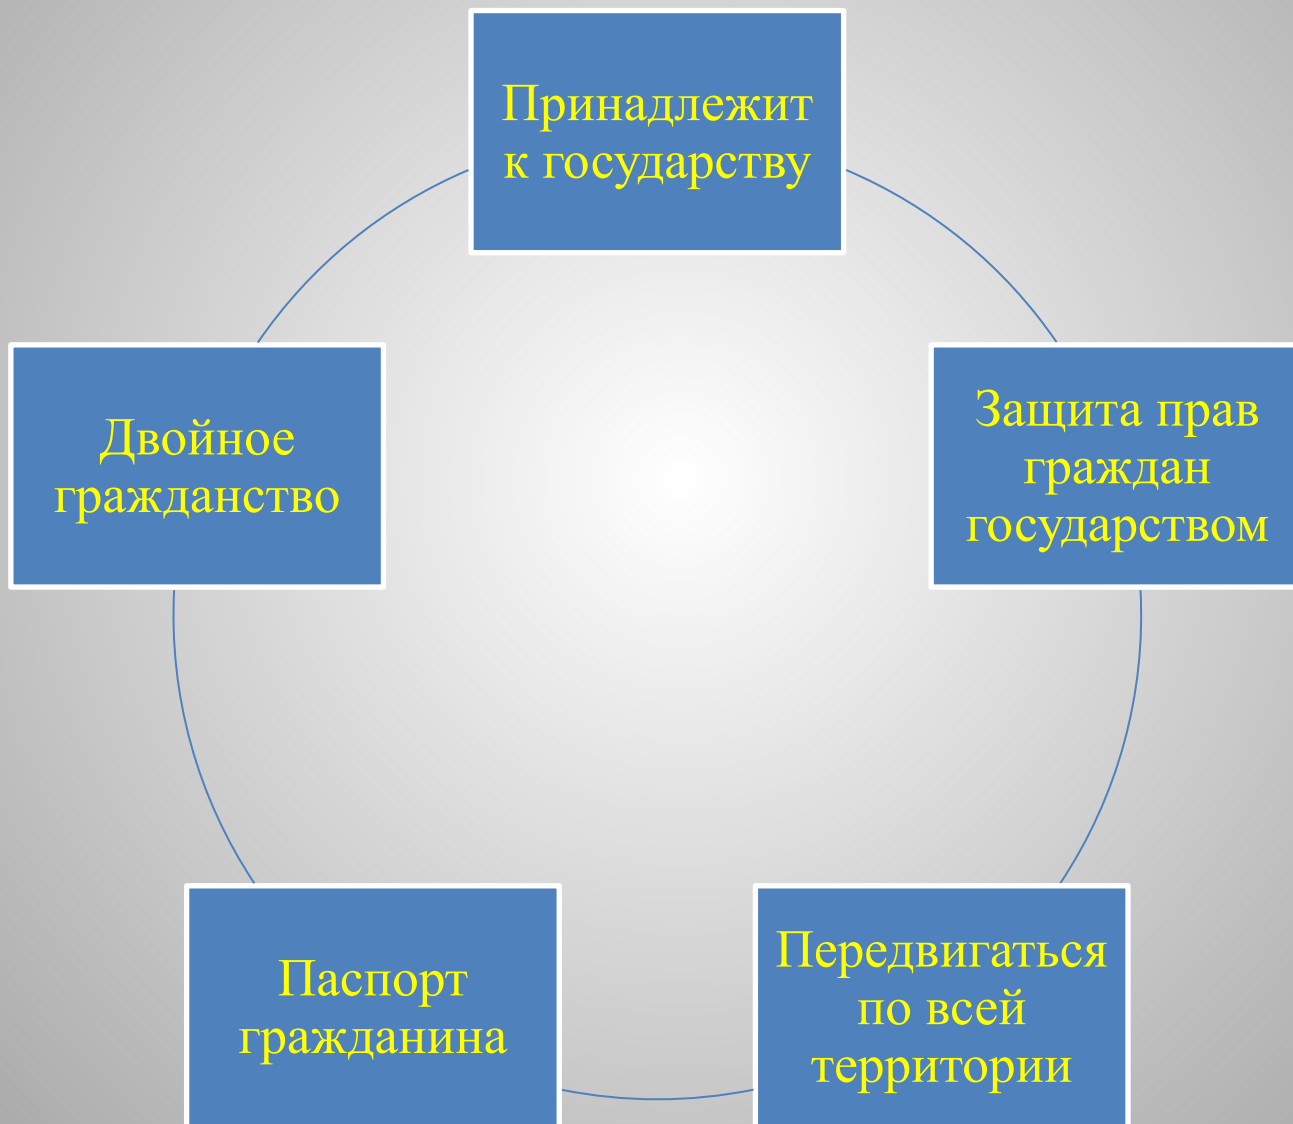 Принадлежит
к государству
Защита прав
граждан
государством
Передвигаться
по всей
территории
Паспорт
гражданина
Двойное
гражданство